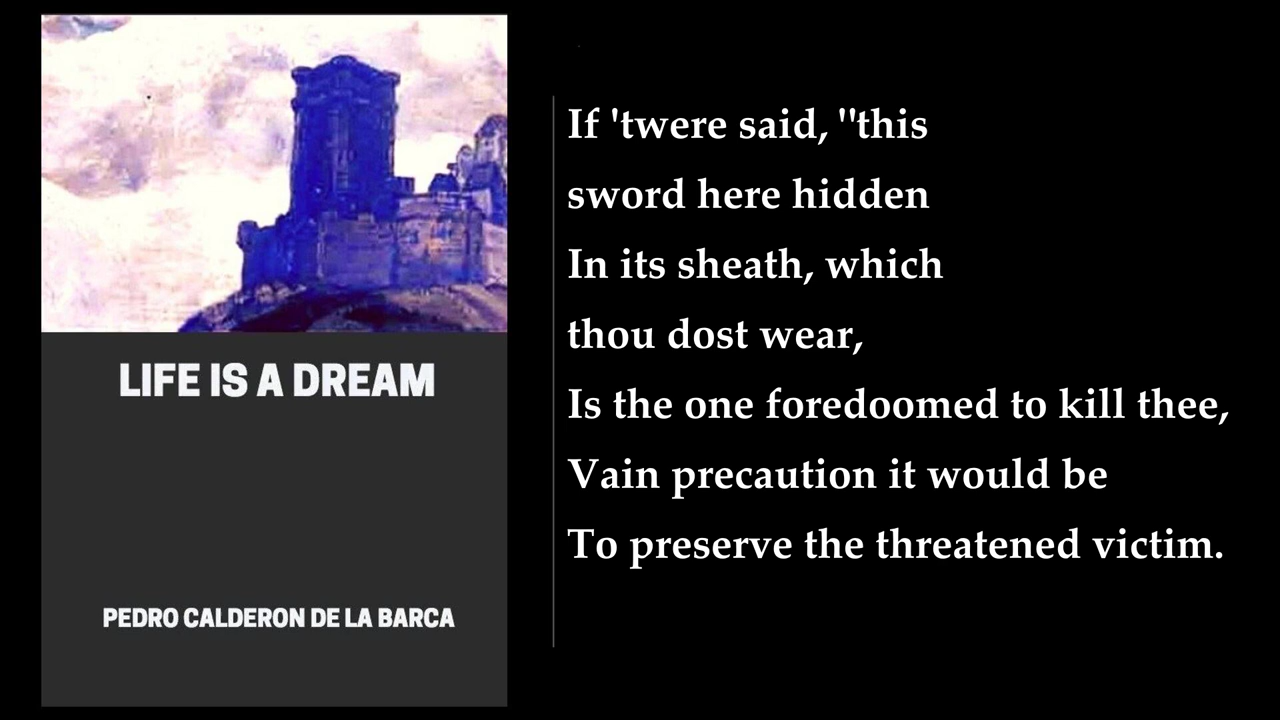 LIFE IS A DREAM
PEDRO CALDERON DE LA BARCA
If 'twere said, "this
sword here hidden
In its sheath, which
thou dost wear,
Is the one foredoomed to kill thee,
Vain precaution it would be
To preserve the threatened victim.